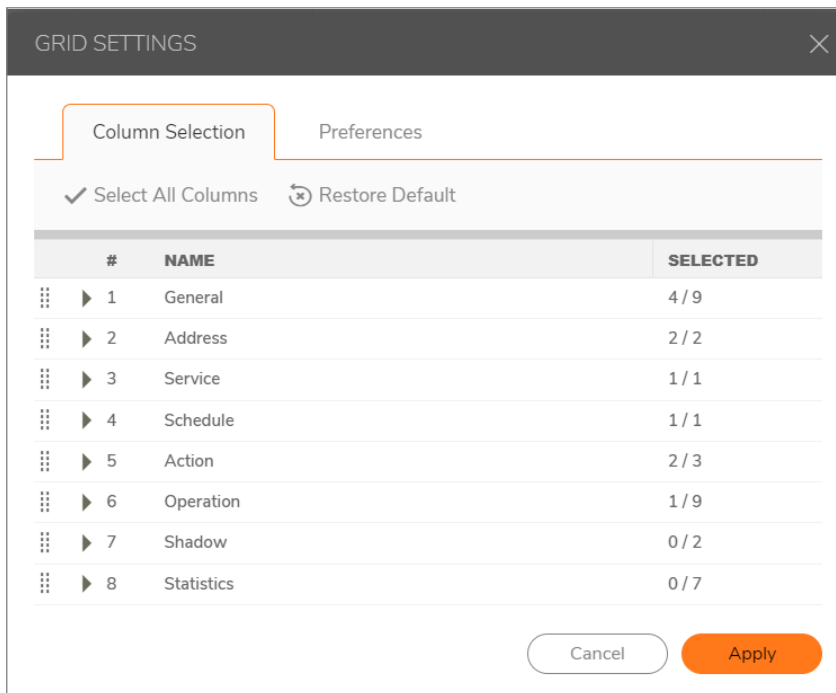 GRID SETTINGS
Column Selection Preferences
Select All Columns Restore Default
# NAME SELECTED
1 General 4 / 9
2 Address 2 / 2
3 Service 1 / 1
4 Schedule 1 / 1
5 Action 2 / 3
6 Operation 1 / 9
7 Shadow 0 / 2
8 Statistics 0 / 7
Cancel Apply